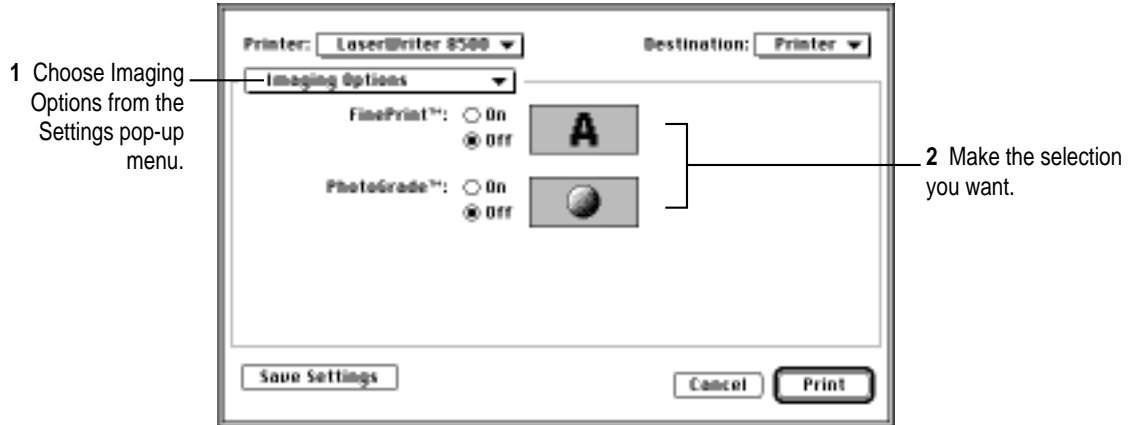 Printer: LaserWriter 8500
Destination: Printer
1 Choose Imaging
Options from the
Settings pop-up
menu.
Imaging Options
FinePrint™: On
Off
A
PhotoGrade™: On
Off
2 Make the selection
you want.
Save Settings
Cancel
Print